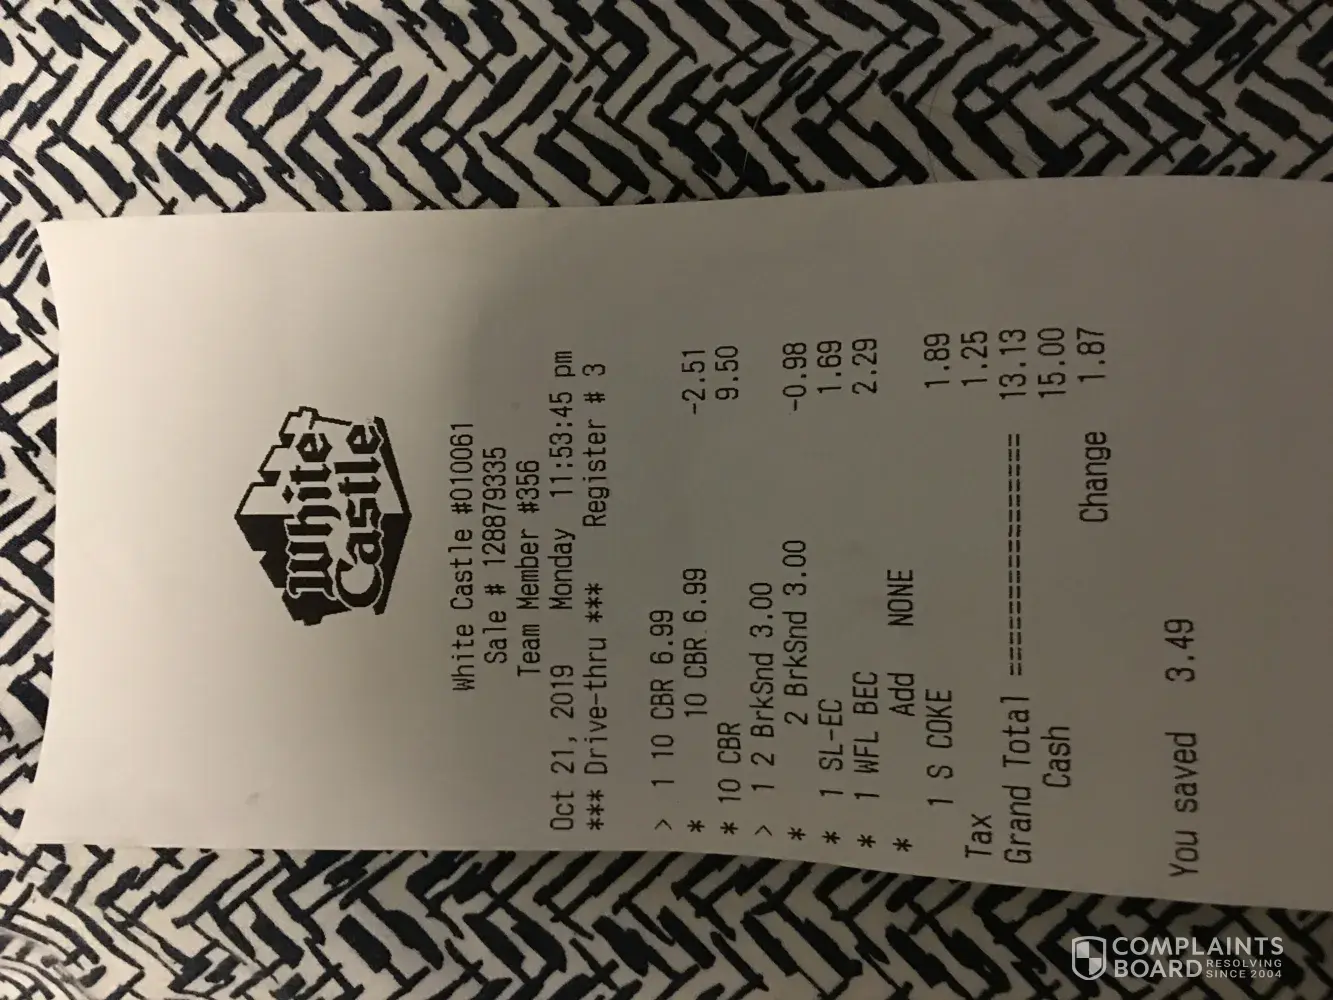 White
Castle
White Castle #010061
Sale # 128879335
Team Member #356
Oct 21, 2019 Monday 11:53:45 pm
*** Drive-thru *** Register # 3
> 1 10 CBR 6.99
* 10 CBR 6.99 -2.51
* 10 CBR 9.50
> 1 2 BrkSnd 3.00
* 2 BrkSnd 3.00 -0.98
* 1 SL-EC 1.69
* 1 WFL BEC 2.29
* Add NONE
1 S COKE 1.89
Tax 1.25
Grand Total ==================== 13.13
Cash 15.00
Change 1.87
You saved 3.49
COMPLAINTS
BOARD RESOLVING
SINCE 2004